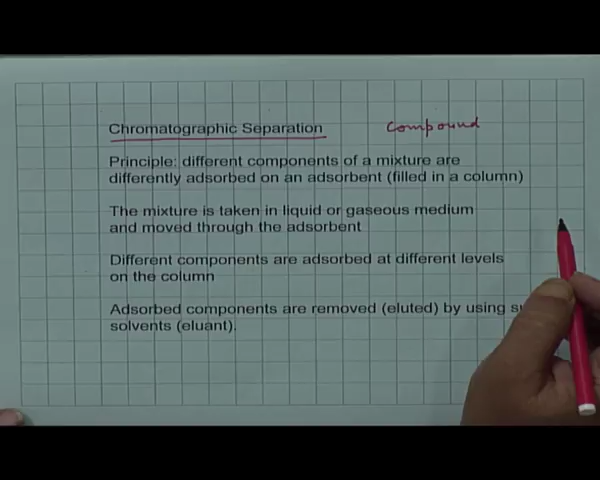 Chromatographic Separation compound
Principle: different components of a mixture are
differently adsorbed on an adsorbent (filled in a column)
The mixture is taken in liquid or gaseous medium
and moved through the adsorbent
Different components are adsorbed at different levels
on the column
Adsorbed components are removed (eluted) by using
solvents (eluant).